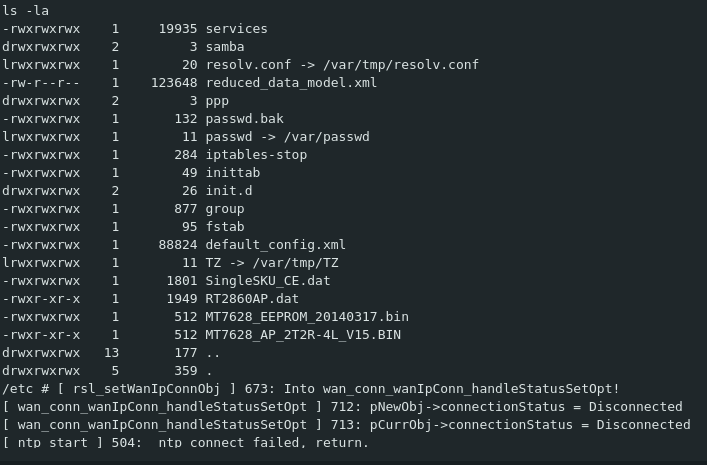 ls -la
-rwxrwxrwx    1     19935 services
drwxrwxrwx    2         3 samba
lrwxrwxrwx    1        20 resolv.conf -> /var/tmp/resolv.conf
-rw-r--r--    1    123648 reduced_data_model.xml
drwxrwxrwx    2         3 ppp
-rwxrwxrwx    1       132 passwd.bak
lrwxrwxrwx    1        11 passwd -> /var/passwd
-rwxrwxrwx    1       284 iptables-stop
-rwxrwxrwx    1        49 inittab
drwxrwxrwx    2        26 init.d
-rwxrwxrwx    1       877 group
-rwxrwxrwx    1        95 fstab
-rwxrwxrwx    1     88824 default_config.xml
lrwxrwxrwx    1        11 TZ -> /var/tmp/TZ
-rwxrwxrwx    1      1801 SingleSKU_CE.dat
-rwxr-xr-x    1      1949 RT2860AP.dat
-rwxrwxrwx    1       512 MT7628_EEPROM_20140317.bin
-rwxr-xr-x    1       512 MT7628_AP_2T2R-4L_V15.BIN
drwxrwxrwx   13       177 ..
drwxrwxrwx    5       359 .
/etc # [ rsl_setWanIpConnObj ] 673: Into wan_conn_wanIpConn_handleStatusSetOpt!
[ wan_conn_wanIpConn_handleStatusSetOpt ] 712: pNewObj->connectionStatus = Disconnected
[ wan_conn_wanIpConn_handleStatusSetOpt ] 713: pCurrObj->connectionStatus = Disconnected
[ ntp_start ] 504:  ntp connect failed, return.